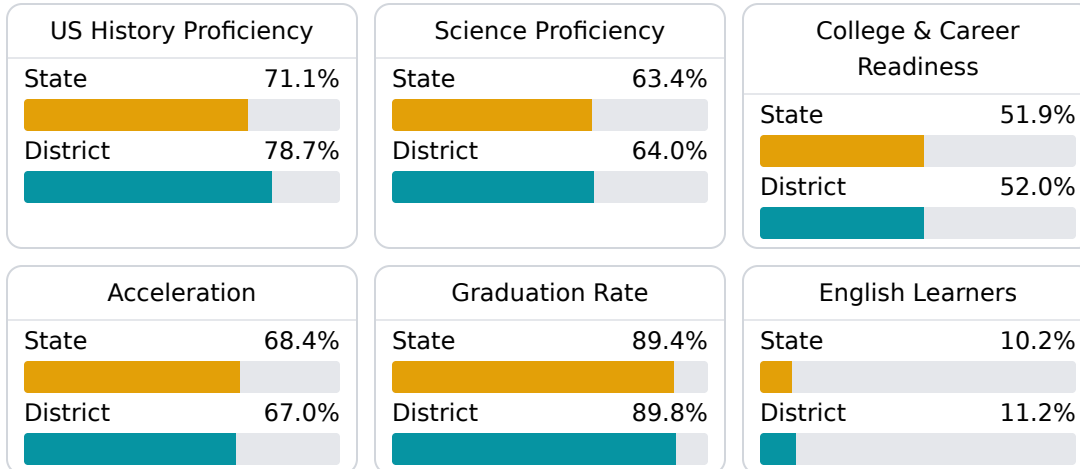 US History Proficiency
State 71.1%
District 78.7%
Science Proficiency
State 63.4%
District 64.0%
College & Career
Readiness
State 51.9%
District 52.0%
Acceleration
State 68.4%
District 67.0%
Graduation Rate
State 89.4%
District 89.8%
English Learners
State 10.2%
District 11.2%